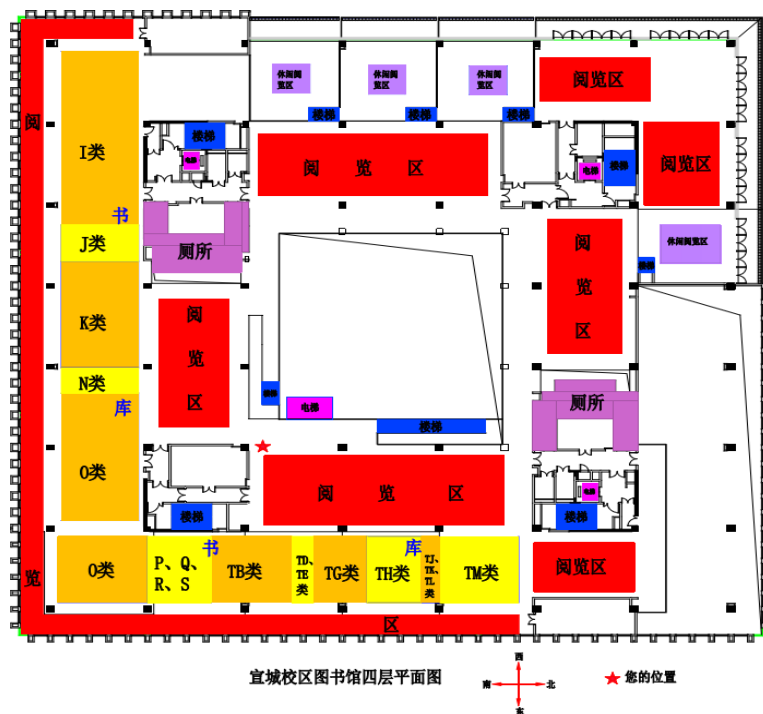 休闲阅
览区
休闲阅
览区
休闲阅
览区
阅览区
楼梯
楼梯
楼梯
阅
I类
楼梯
电梯
阅 览 区
楼梯
电梯
阅览区
书
J类
厕所
阅
览
区
休闲阅览区
楼梯
K类
阅
览
区
N类
库
楼梯
电梯
楼梯
厕所
O类
阅 览 区
电梯
楼梯
楼梯
书
库
O类
P、Q、
R、S
TB类
TD、
TE
类
TG类
TH类
TJ、
TK、
TL
类
TM类
阅览区
览
区
宣城校区图书馆四层平面图
西
南
北
东
您的位置